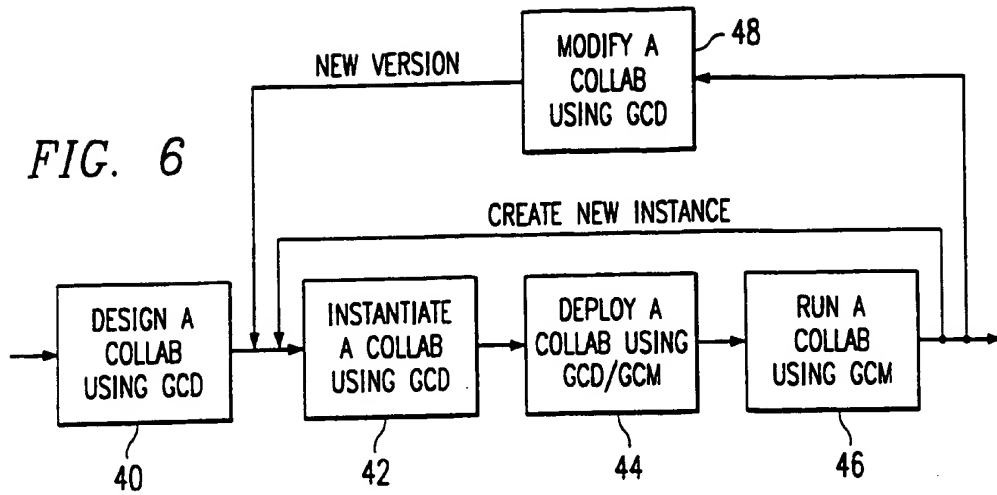 FIG. 6
NEW VERSION
MODIFY A
COLLAB
USING GCD
48
CREATE NEW INSTANCE
DESIGN A
COLLAB
USING GCD
40
INSTANTIATE
A COLLAB
USING GCD
42
DEPLOY A
COLLAB USING
GCD/GCM
44
RUN A
COLLAB
USING GCM
46